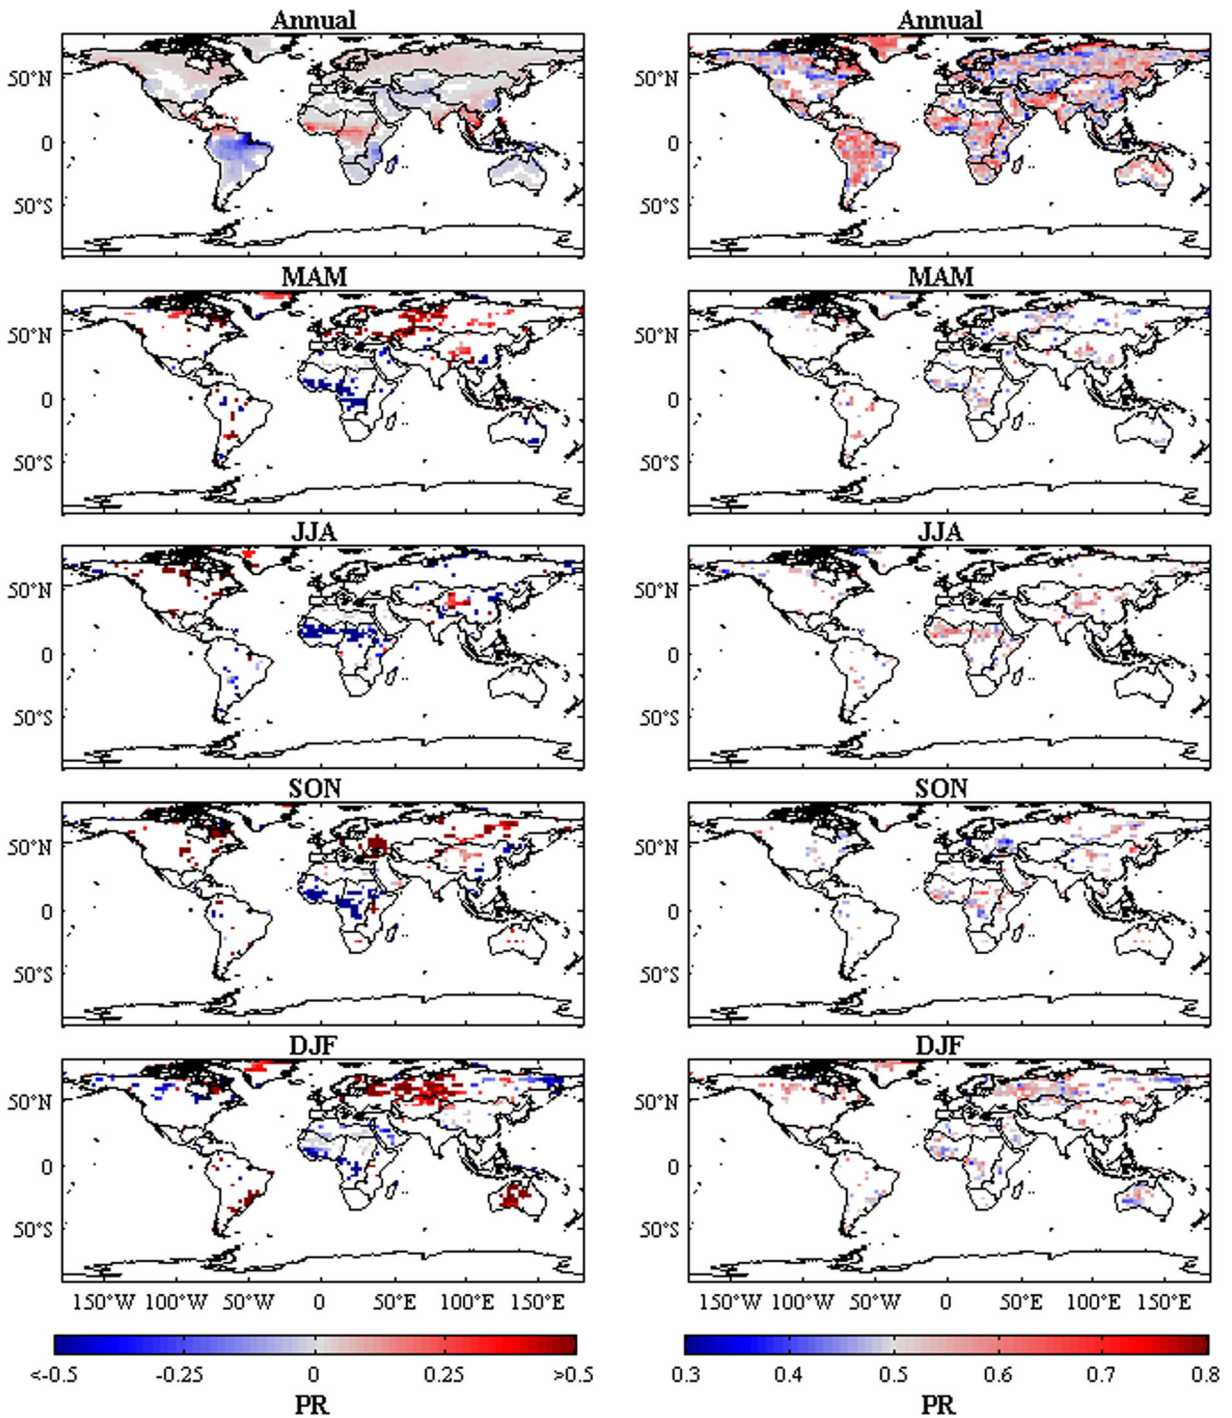 Annual Annual
50°N 50°N
0 0
50°S 50°S
MAM MAM
50°N 50°N
0 0
50°S 50°S
JJA JJA
50°N 50°N
0 0
50°S 50°S
SON SON
50°N 50°N
0 0
50°S 50°S
DJF DJF
50°N 50°N
0 0
50°S 50°S
150°W 100°W 50°W 0 50°E 100°E 150°E 150°W 100°W 50°W 0 50°E 100°E 150°E
<-0.5 -0.25 0 0.25 >0.5 0.3 0.4 0.5 0.6 0.7 0.8
PR PR